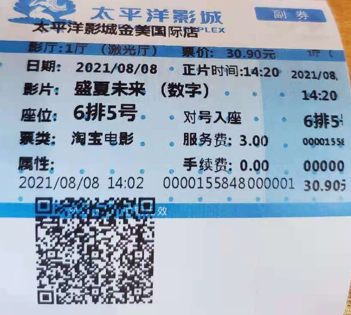 太平洋影城 副券
太平洋影城金美国际店
PLEX
影厅:1厅 (激光厅) 票价: 30.90元
日期: 2021/08/08 正片时间:14:20 2021/08
影片: 盛夏未来 (数字) 14:20
座位: 6排5号 对号入座 6排5
票类: 淘宝电影 服务费: 3.00
属性: 手续费: 0.00 00000
2021/08/08 14:02 0000155848000001 30.90
效